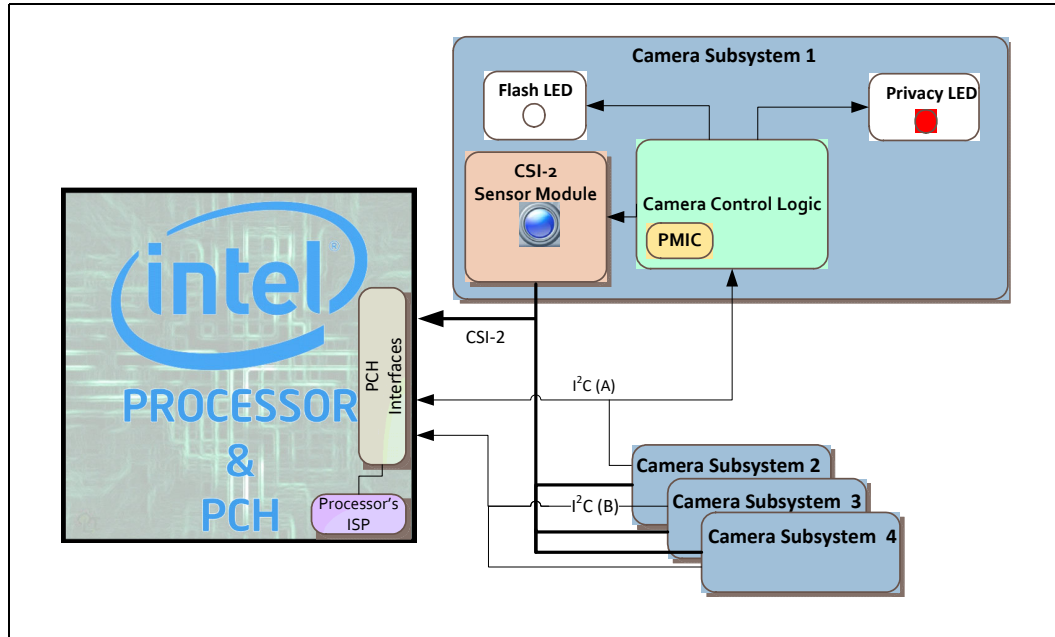 Camera Subsystem 1
Flash LED
Privacy LED
CSI-2
Sensor Module
Camera Control Logic
PMIC
intel
®
PROCESSOR
&
PCH
PCH
Interfaces
Processor's
ISP
CSI-2
I²C (A)
I²C (B)
Camera Subsystem 2
Camera Subsystem 3
Camera Subsystem 4